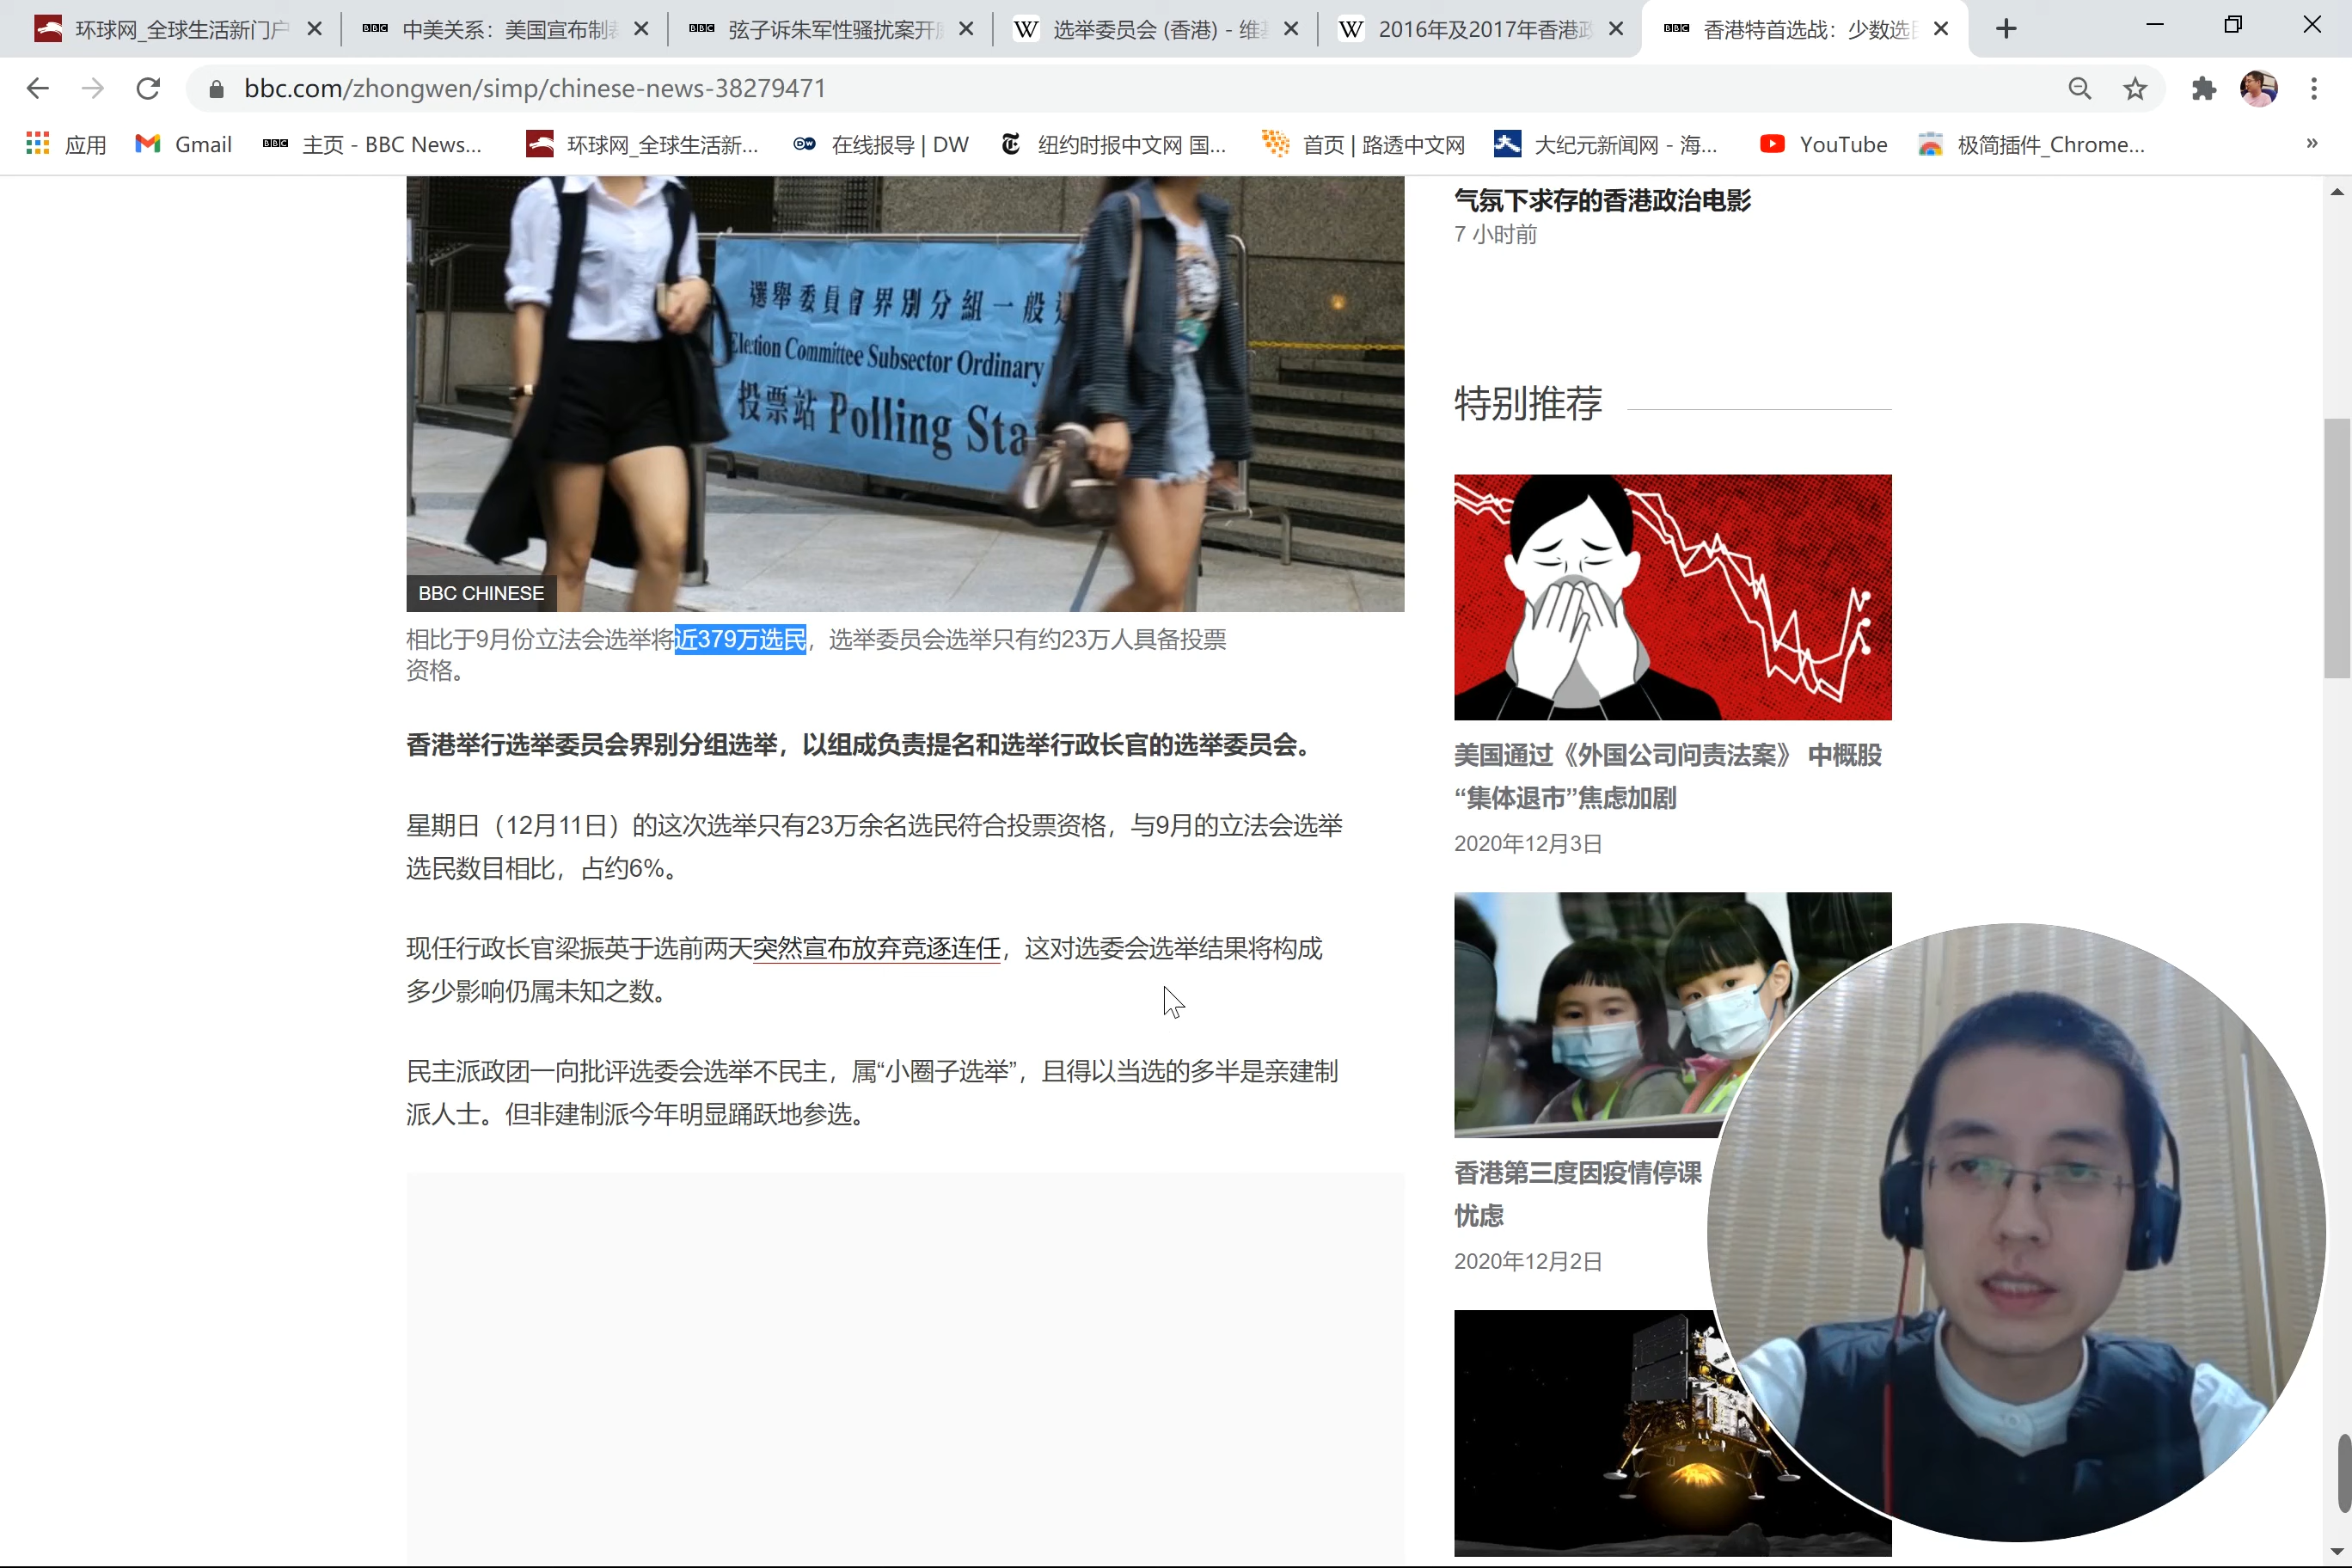 环球网_全球生活新门户
BBC 中美关系：美国宣布制裁
BBC 弦子诉朱军性骚扰案开庭
W 选举委员会 (香港) - 维基
W 2016年及2017年香港政
BBC 香港特首选战：少数选民
bbc.com/zhongwen/simp/chinese-news-38279471
应用
Gmail
BBC 主页 - BBC News...
环球网_全球生活新...
DW 在线报导 | DW
纽约时报中文网 国...
首页 | 路透中文网
大纪元新闻网 - 海...
YouTube
极简插件_Chrome...
»
選舉委員會界別分組一般選
Election Committee Subsector Ordinary
投票站 Polling Sta
BBC CHINESE
相比于9月份立法会选举将近379万选民，选举委员会选举只有约23万人具备投票
资格。
香港举行选举委员会界别分组选举，以组成负责提名和选举行政长官的选举委员会。
星期日（12月11日）的这次选举只有23万余名选民符合投票资格，与9月的立法会选举
选民数目相比，占约6%。
现任行政长官梁振英于选前两天突然宣布放弃竞逐连任，这对选委会选举结果将构成
多少影响仍属未知之数。
民主派政团一向批评选委会选举不民主，属“小圈子选举”，且得以当选的多半是亲建制
派人士。但非建制派今年明显踊跃地参选。
气氛下求存的香港政治电影
7 小时前
特别推荐
美国通过《外国公司问责法案》 中概股
“集体退市”焦虑加剧
2020年12月3日
香港第三度因疫情停课
忧虑
2020年12月2日